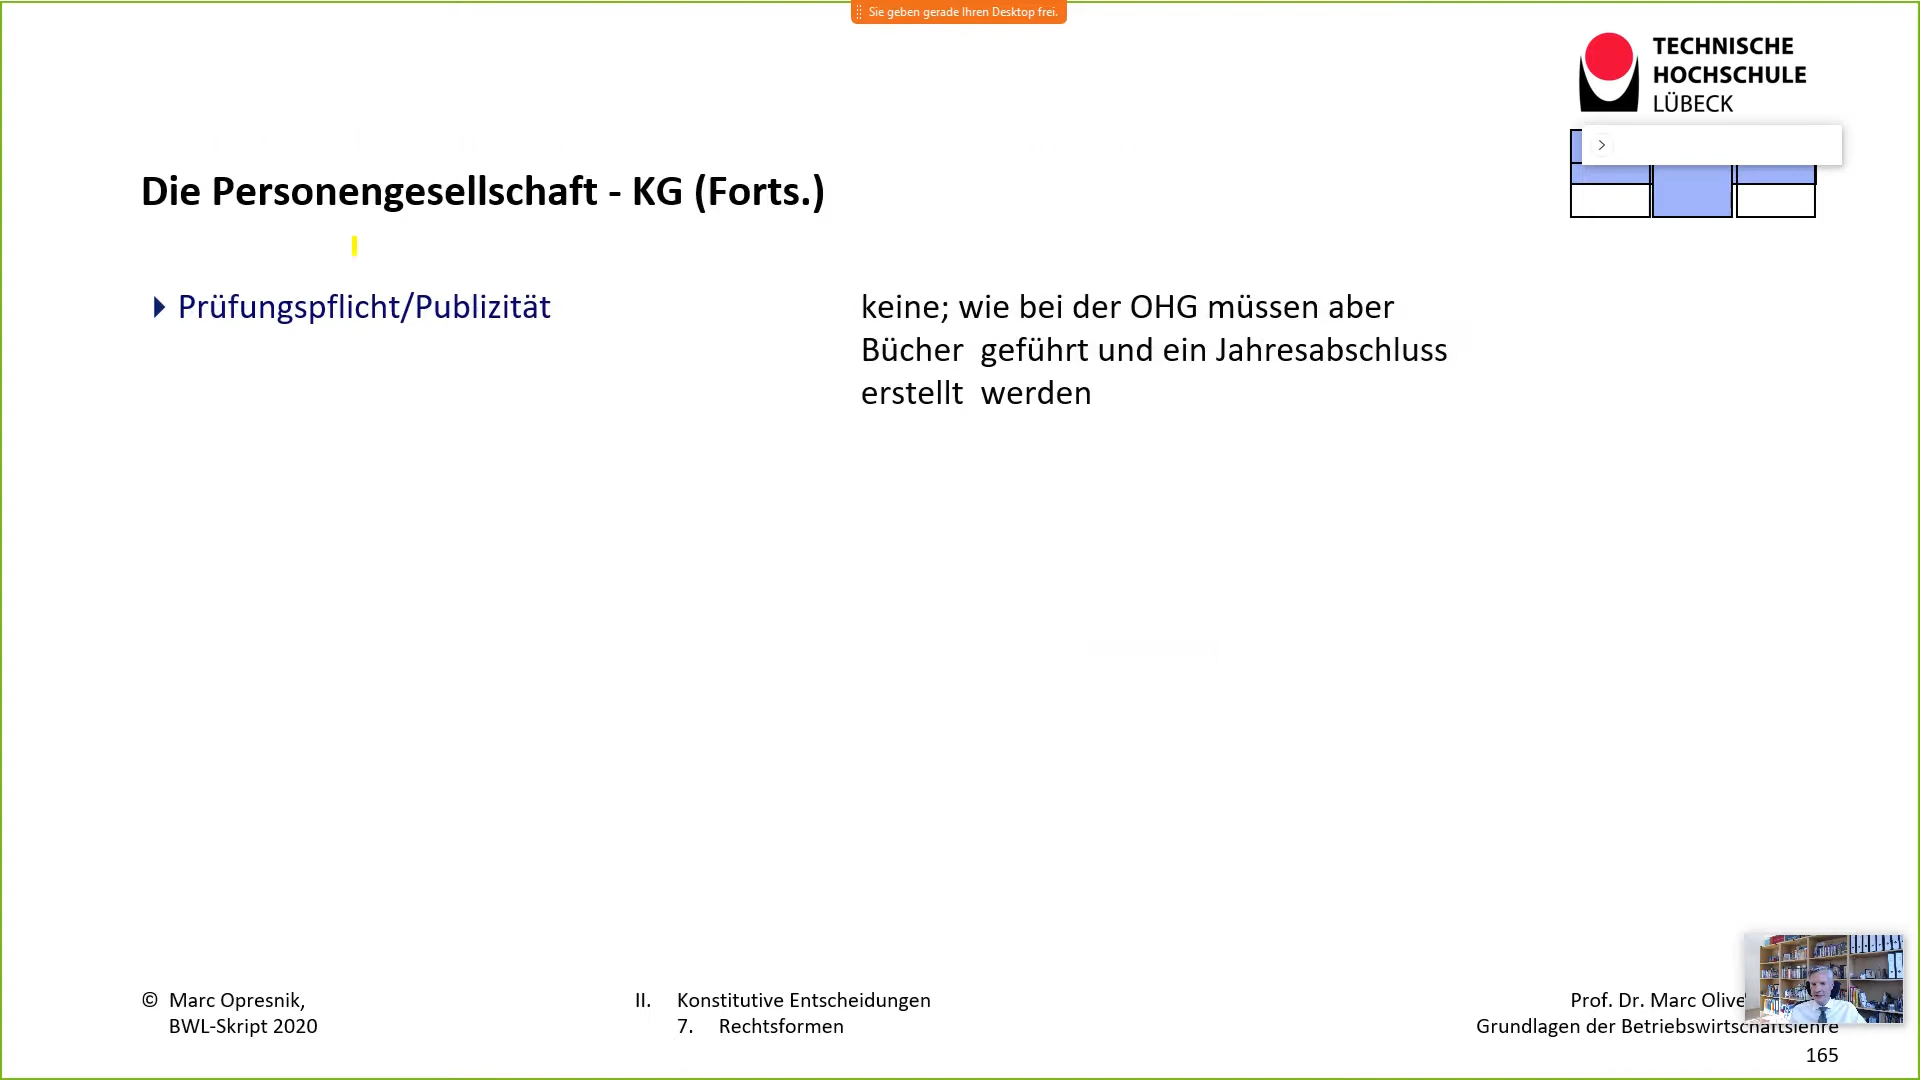 Sie geben gerade Ihren Desktop frei.
TECHNISCHE
HOCHSCHULE
LÜBECK
Die Personengesellschaft - KG (Forts.)
Prüfungspflicht/Publizität
keine; wie bei der OHG müssen aber
Bücher geführt und ein Jahresabschluss
erstellt werden
© Marc Opresnik,
BWL-Skript 2020
II. Konstitutive Entscheidungen
7. Rechtsformen
Prof. Dr. Marc Olive
Grundlagen der Betriebswirtschaftslehre
165